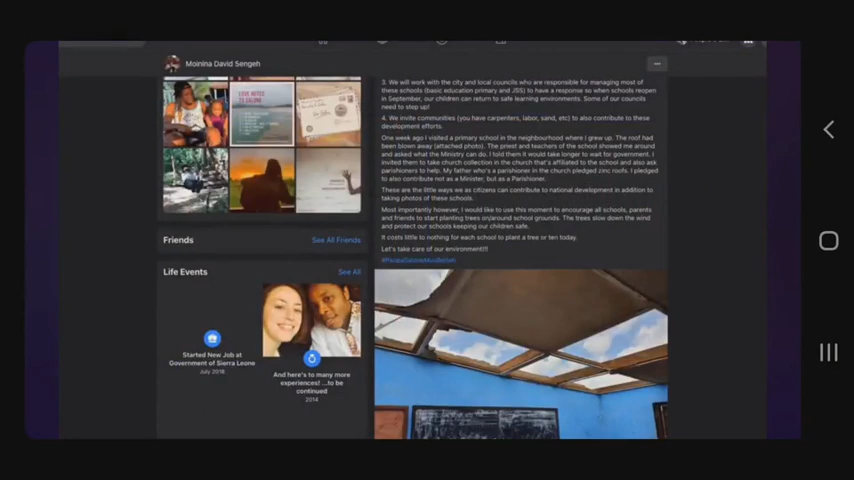 Moinina David Sengeh
LOVE NOTES
TO SALONE
Friends
See All Friends
Life Events
See All
Started New Job at
Government of Sierra Leone
July 2018
And here's to many more
experiences! ...to be
continued
2014
3. We will work with the city and local councils who are responsible for managing most of
these schools (basic education primary and JSS) to have a response so when schools reopen
in September, our children can return to safe learning environments. Some of our councils
need to step up!
4. We invite communities (you have carpenters, labor, sand, etc) to also contribute to these
development efforts.
One week ago I visited a primary school in the neighbourhood where I grew up. The roof had
been blown away (attached photo). The priest and teachers of the school showed me around
and asked what the Ministry can do. I told them it would take longer to wait for government. I
invited them to take church collection in the church that's affiliated to the school and also ask
parishioners to help. My father who's a parishioner in the church pledged zinc roofs. I pledged
to also contribute not as a Minister, but as a Parishioner.
These are the little ways we as citizens can contribute to national development in addition to
taking photos of these schools.
Most importantly however, I would like to use this moment to encourage all schools, parents
and friends to start planting trees on/around school grounds. The trees slow down the wind
and protect our schools keeping our children safe.
It costs little to nothing for each school to plant a tree or ten today.
Let's take care of our environment!!!